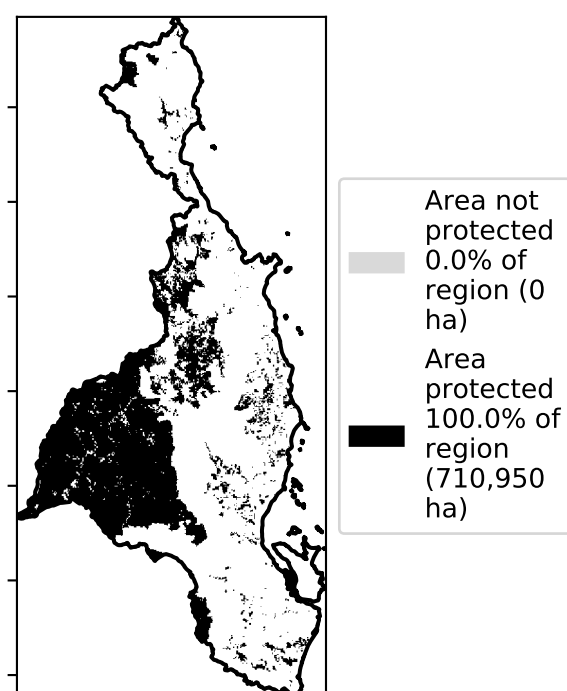 Area not
protected
0.0% of
region (0
ha)
Area
protected
100.0% of
region
(710,950
ha)